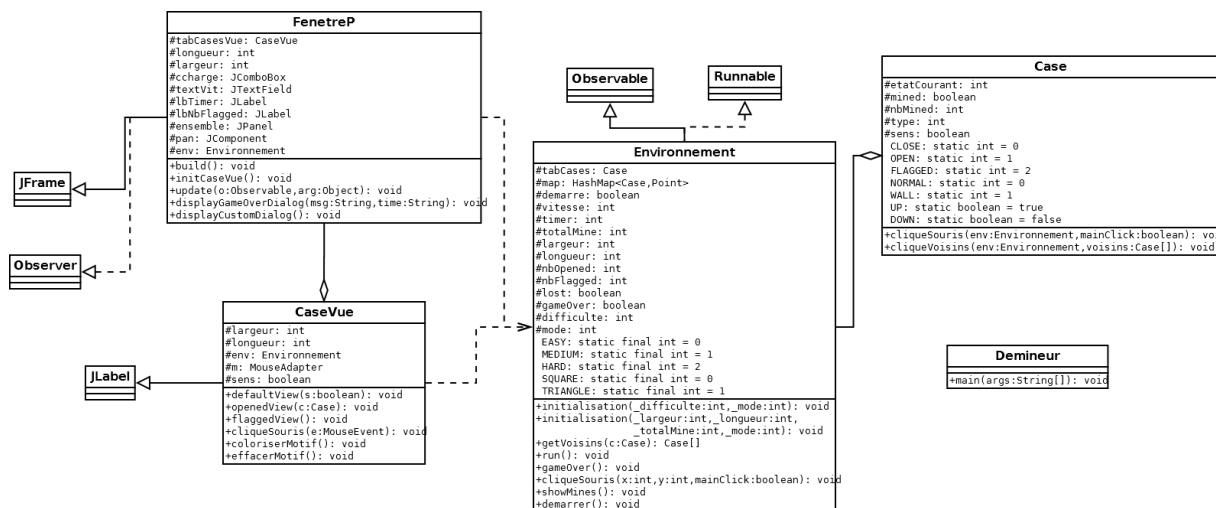 FenetreP
#tabCasesVue: CaseVue
#longueur: int
#largeur: int
#ccharge: JComboBox
#textVit: JTextField
#lbTimer: JLabel
#lbNbFlagged: JLabel
#ensemble: JPanel
#pan: JComponent
#env: Environnement
+build(): void
+initCaseVue(): void
+update(o:Observable,arg:Object): void
+displayGameOverDialog(msg:String,time:String): void
+displayCustomDialog(): void
JFrame
Observer
CaseVue
#largeur: int
#longueur: int
#env: Environnement
#m: MouseAdapter
#sens: boolean
+defaultView(s:boolean): void
+openedView(c:Case): void
+flaggedView(): void
+cliqueSouris(e:MouseEvent): void
+coloriserMotif(): void
+effacerMotif(): void
JLabel
Observable
Runnable
Environnement
#tabCases: Case
#map: HashMap<Case,Point>
#demarre: boolean
#vitesse: int
#timer: int
#totalMine: int
#largeur: int
#longueur: int
#nbOpened: int
#nbFlagged: int
#lost: boolean
#gameOver: boolean
#difficulte: int
#mode: int
EASY: static final int = 0
MEDIUM: static final int = 1
HARD: static final int = 2
SQUARE: static final int = 0
TRIANGLE: static final int = 1
+initialisation(_difficulte:int,_mode:int): void
+initialisation(_largeur:int,_longueur:int,
_totalMine:int,_mode:int): void
+getVoisins(c:Case): Case[]
+run(): void
+gameOver(): void
+cliqueSouris(x:int,y:int,mainClick:boolean): void
+showMines(): void
+demarrer(): void
Case
#etatCourant: int
#mined: boolean
#nbMined: int
#type: int
#sens: boolean
CLOSE: static int = 0
OPEN: static int = 1
FLAGGED: static int = 2
NORMAL: static int = 0
WALL: static int = 1
UP: static boolean = true
DOWN: static boolean = false
+cliqueSouris(env:Environnement,mainClick:boolean): voi
+cliqueVoisins(env:Environnement,voisins:Case[]): void
Demineur
+main(args:String[]): void